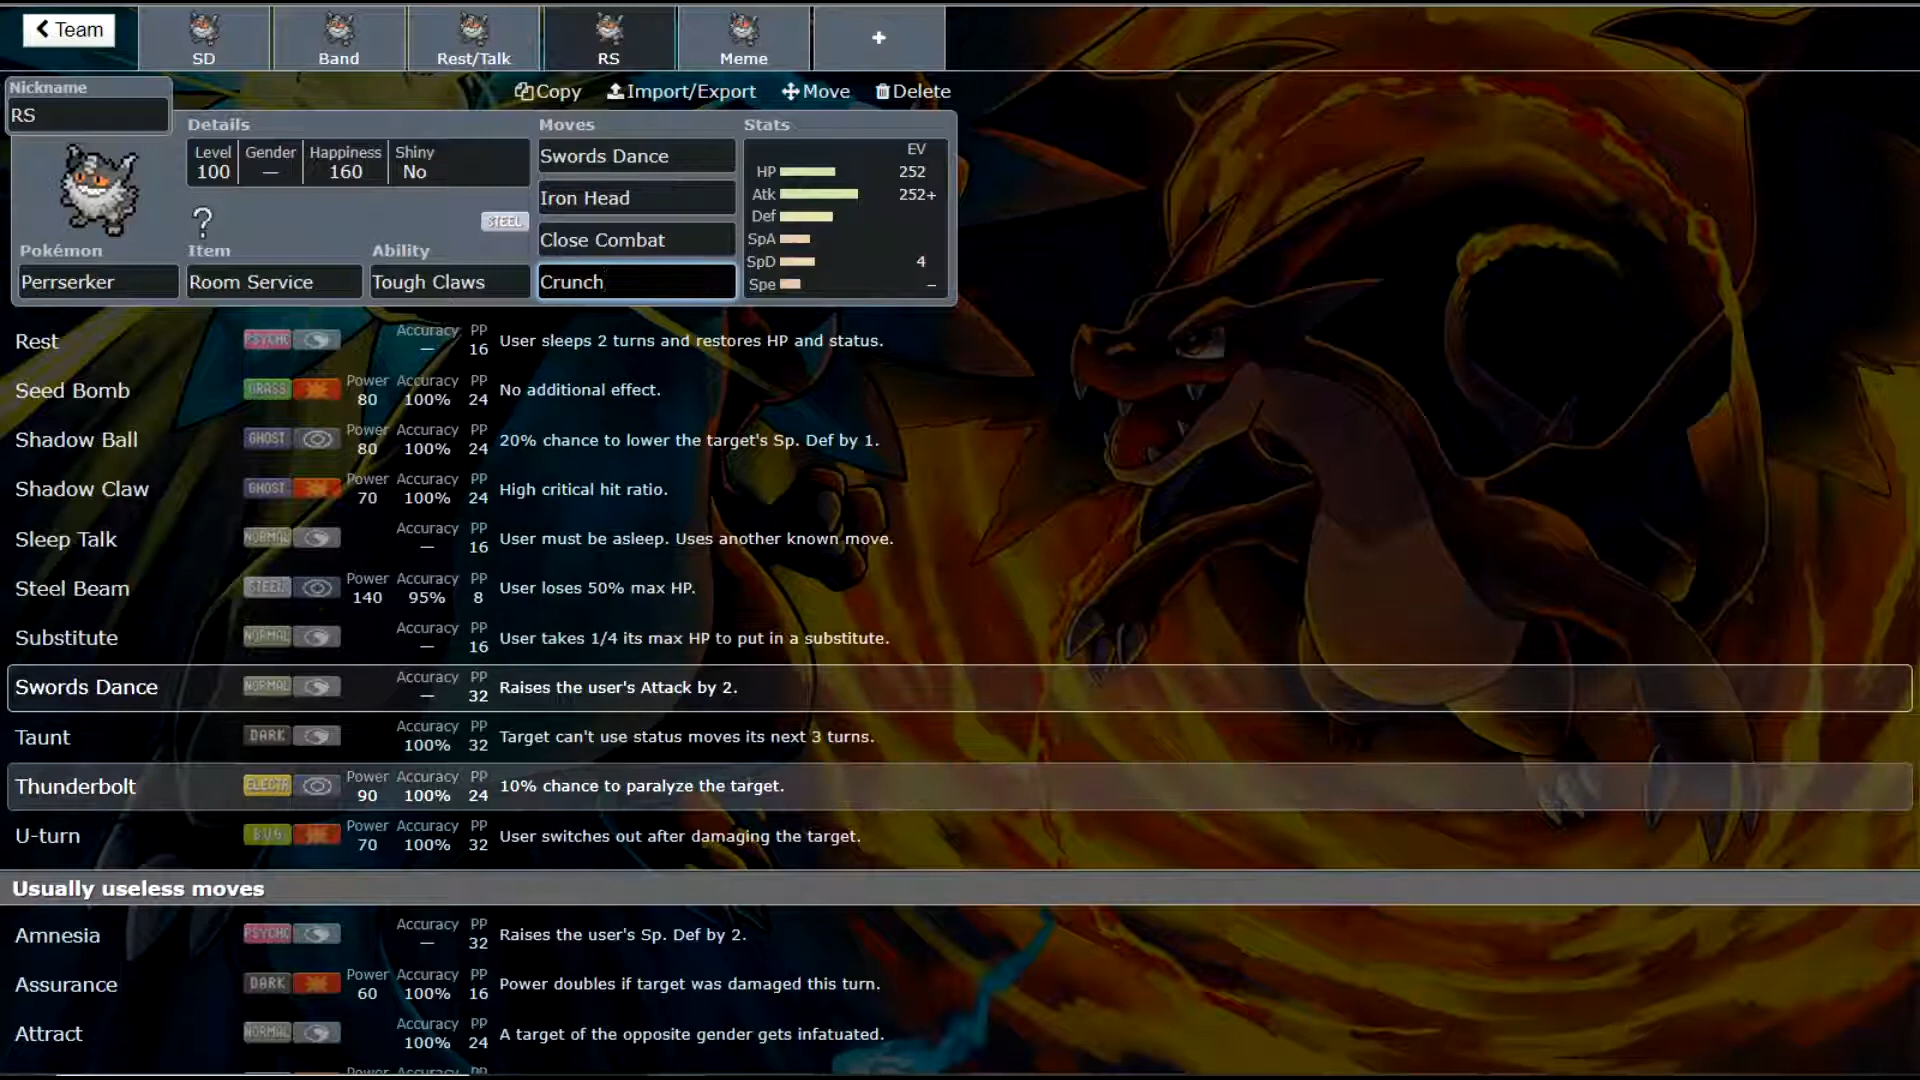 Team
SD
Band
Rest/Talk
RS
Meme
+
Nickname
RS
Copy Import/Export Move Delete
Details
Level Gender Happiness Shiny
100 — 160 No
?
STEEL
Pokémon Item Ability
Perrserker Room Service Tough Claws
Moves
Swords Dance
Iron Head
Close Combat
Crunch
Stats
EV
HP 252
Atk 252+
Def
SpA
SpD 4
Spe –
Rest PSYCHC Accuracy — PP 16 User sleeps 2 turns and restores HP and status.
Seed Bomb GRASS Power 80 Accuracy 100% PP 24 No additional effect.
Shadow Ball GHOST Power 80 Accuracy 100% PP 24 20% chance to lower the target's Sp. Def by 1.
Shadow Claw GHOST Power 70 Accuracy 100% PP 24 High critical hit ratio.
Sleep Talk NORMAL Accuracy — PP 16 User must be asleep. Uses another known move.
Steel Beam STEEL Power 140 Accuracy 95% PP 8 User loses 50% max HP.
Substitute NORMAL Accuracy — PP 16 User takes 1/4 its max HP to put in a substitute.
Swords Dance NORMAL Accuracy — PP 32 Raises the user's Attack by 2.
Taunt DARK Accuracy 100% PP 32 Target can't use status moves its next 3 turns.
Thunderbolt ELECTR Power 90 Accuracy 100% PP 24 10% chance to paralyze the target.
U-turn BUG Power 70 Accuracy 100% PP 32 User switches out after damaging the target.
Usually useless moves
Amnesia PSYCHC Accuracy — PP 32 Raises the user's Sp. Def by 2.
Assurance DARK Power 60 Accuracy 100% PP 16 Power doubles if target was damaged this turn.
Attract NORMAL Accuracy 100% PP 24 A target of the opposite gender gets infatuated.
Power Accuracy PP